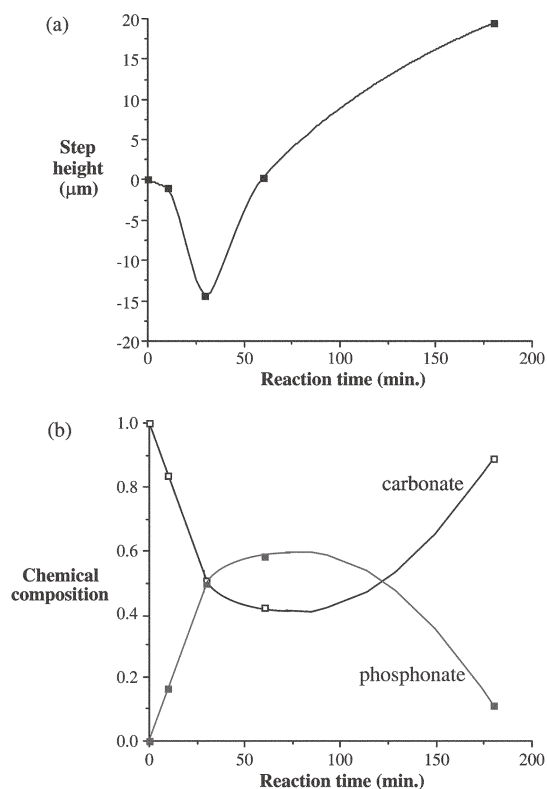 (a)
20
15
10
5
0
-5
-10
-15
-20
Step
height
(μm)
0 50 100 150 200
Reaction time (min.)
(b)
1.0
0.8
0.6
0.4
0.2
0.0
Chemical
composition
carbonate
phosphonate
0 50 100 150 200
Reaction time (min.)